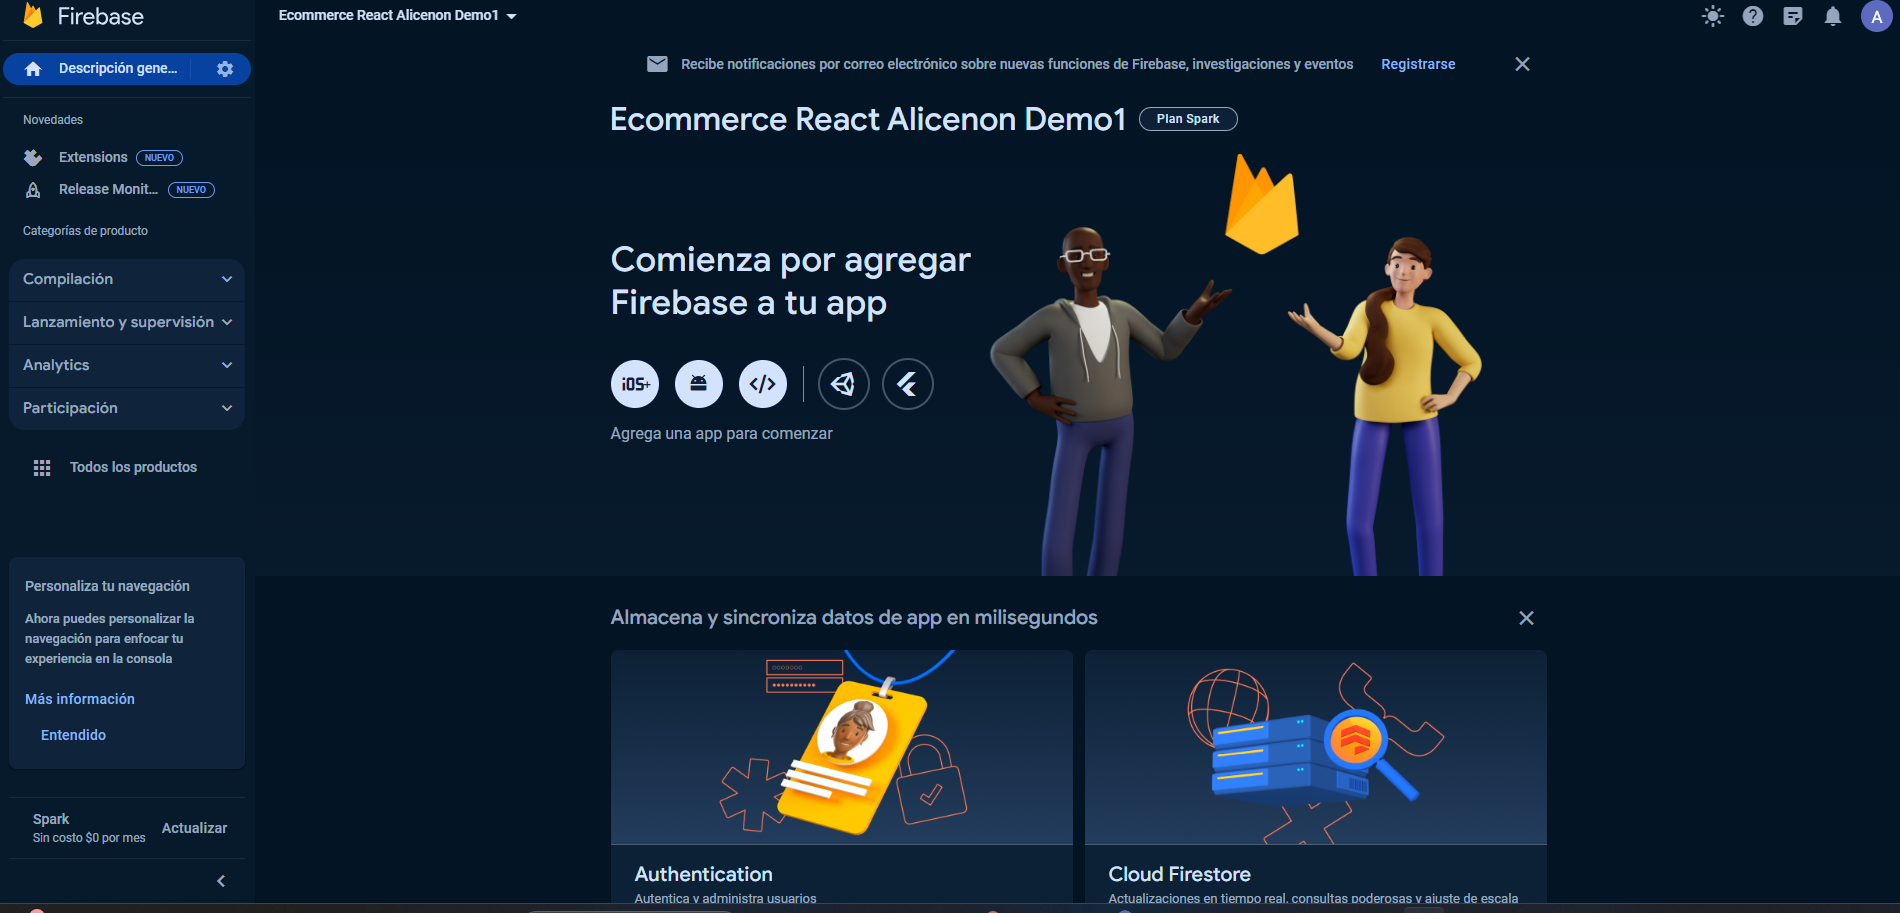 Firebase
Ecommerce React Alicenon Demo1
A
Descripción gene...
Recibe notificaciones por correo electrónico sobre nuevas funciones de Firebase, investigaciones y eventos
Registrarse
Novedades
Extensions NUEVO
Release Monit... NUEVO
Categorías de producto
Compilación
Lanzamiento y supervisión
Analytics
Participación
Todos los productos
Personaliza tu navegación
Ahora puedes personalizar la
navegación para enfocar tu
experiencia en la consola
Más información
Entendido
Spark
Sin costo $0 por mes
Actualizar
Ecommerce React Alicenon Demo1
Plan Spark
Comienza por agregar
Firebase a tu app
iOS+
</>
Agrega una app para comenzar
Almacena y sincroniza datos de app en milisegundos
Authentication
Autentica y administra usuarios
Cloud Firestore
Actualizaciones en tiempo real, consultas poderosas y ajuste de escala